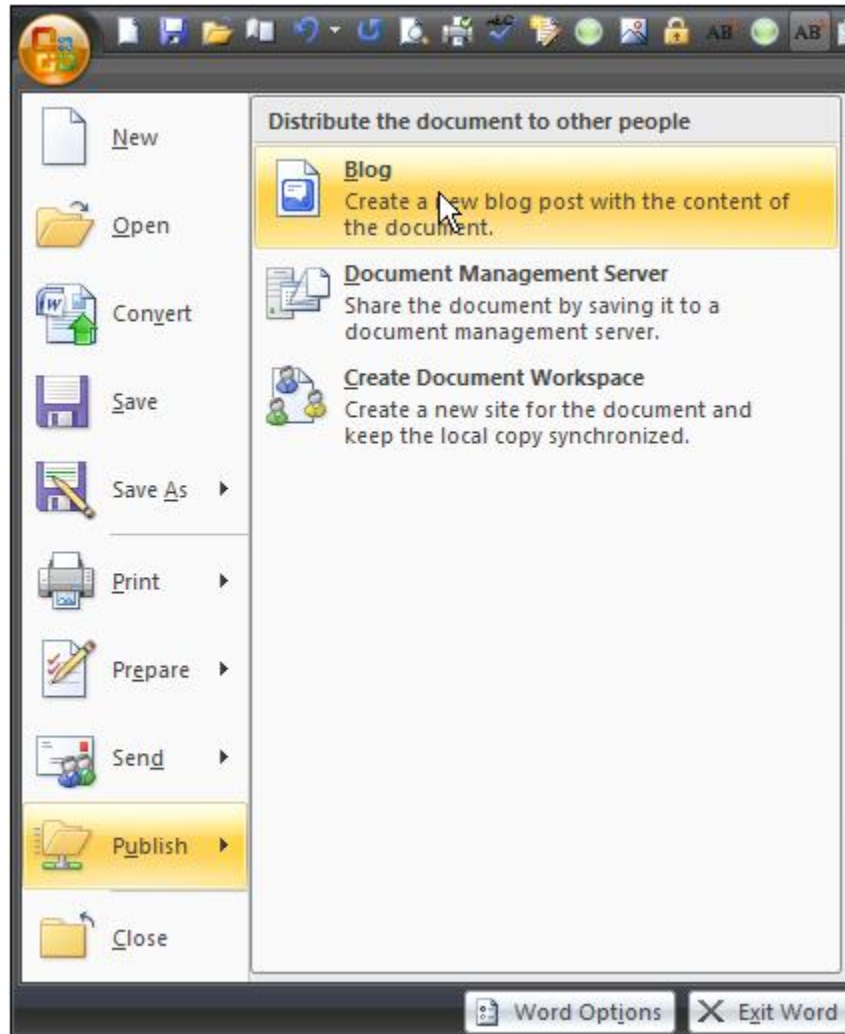 ABC
AB
AB
New
Open
Convert
Save
Save As
Print
Prepare
Send
Publish
Close
Distribute the document to other people
Blog
Create a new blog post with the content of
the document.
Document Management Server
Share the document by saving it to a
document management server.
Create Document Workspace
Create a new site for the document and
keep the local copy synchronized.
Word Options
Exit Word